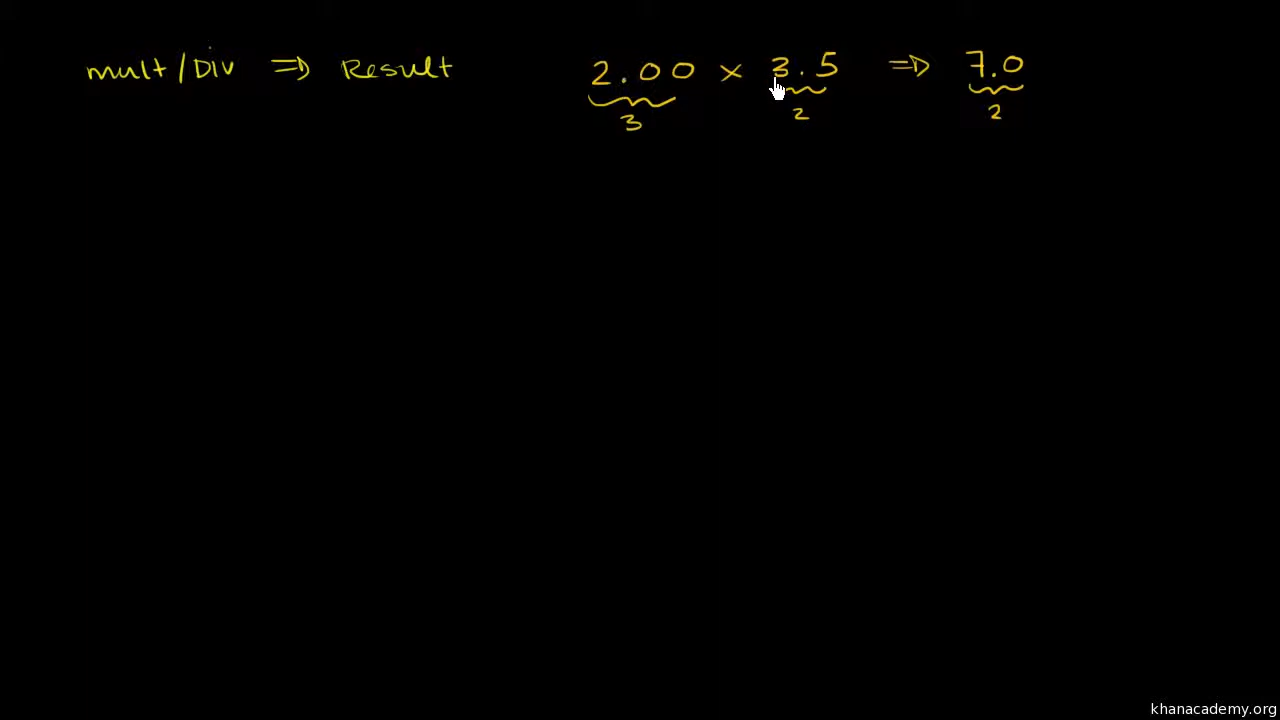 mult/Div ⇒ Result 2.00 × 3.5 ⇒ 7.0
3 2 2
khanacademy.org